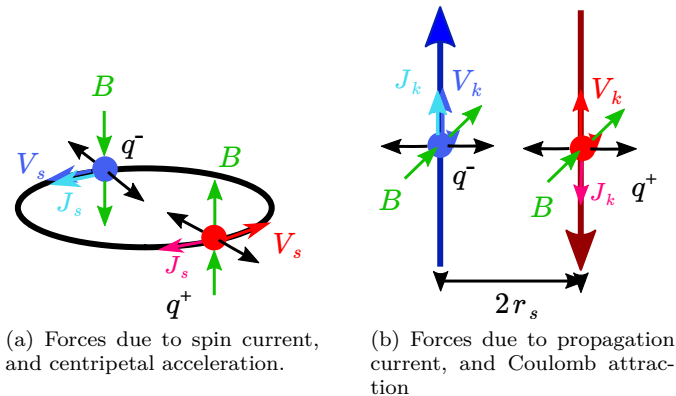 B
q-
V_s
J_s
B
V_s
J_s
q+
J_k
V_k
B
q-
V_k
q+
J_k
B
2r_s
(a) Forces due to spin current,
and centripetal acceleration.
(b) Forces due to propagation
current, and Coulomb attrac-
tion